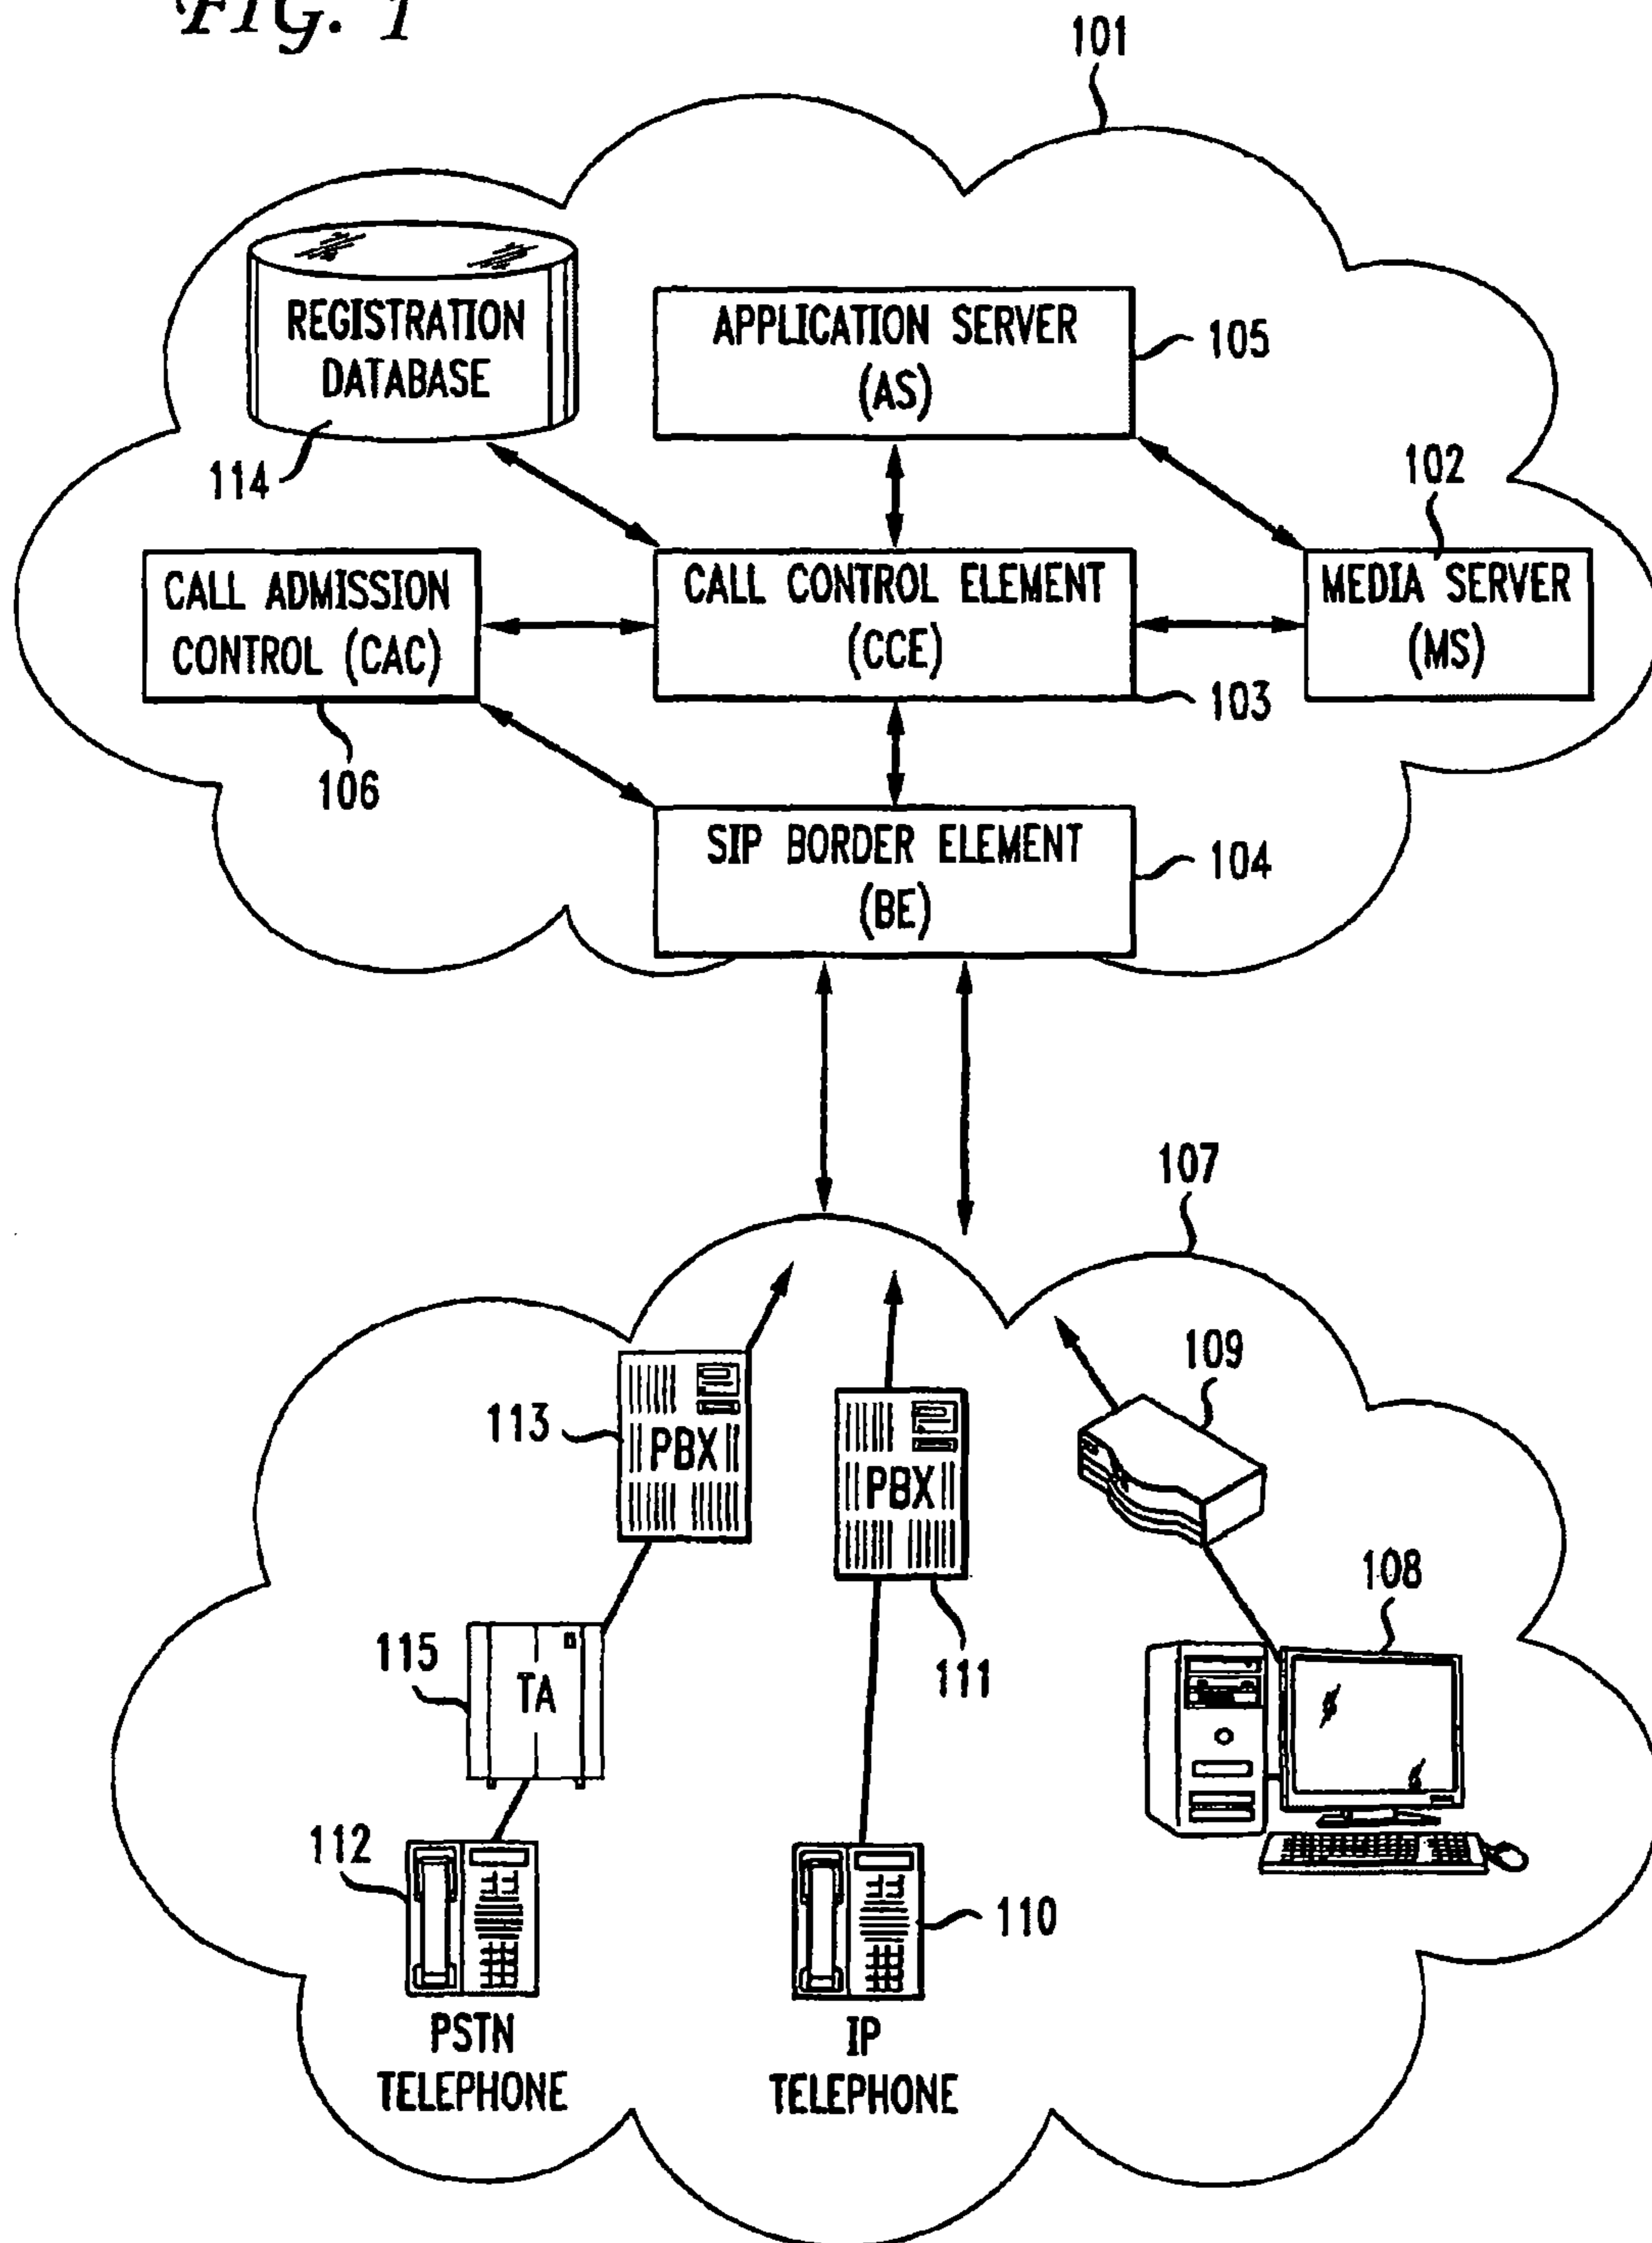 FIG. 1
101
REGISTRATION
DATABASE
114
APPLICATION SERVER
(AS)
105
102
CALL ADMISSION
CONTROL (CAC)
106
CALL CONTROL ELEMENT
(CCE)
103
MEDIA SERVER
(MS)
SIP BORDER ELEMENT
(BE)
104
107
109
113
PBX
PBX
111
108
115
TA
112
110
PSTN
TELEPHONE
IP
TELEPHONE